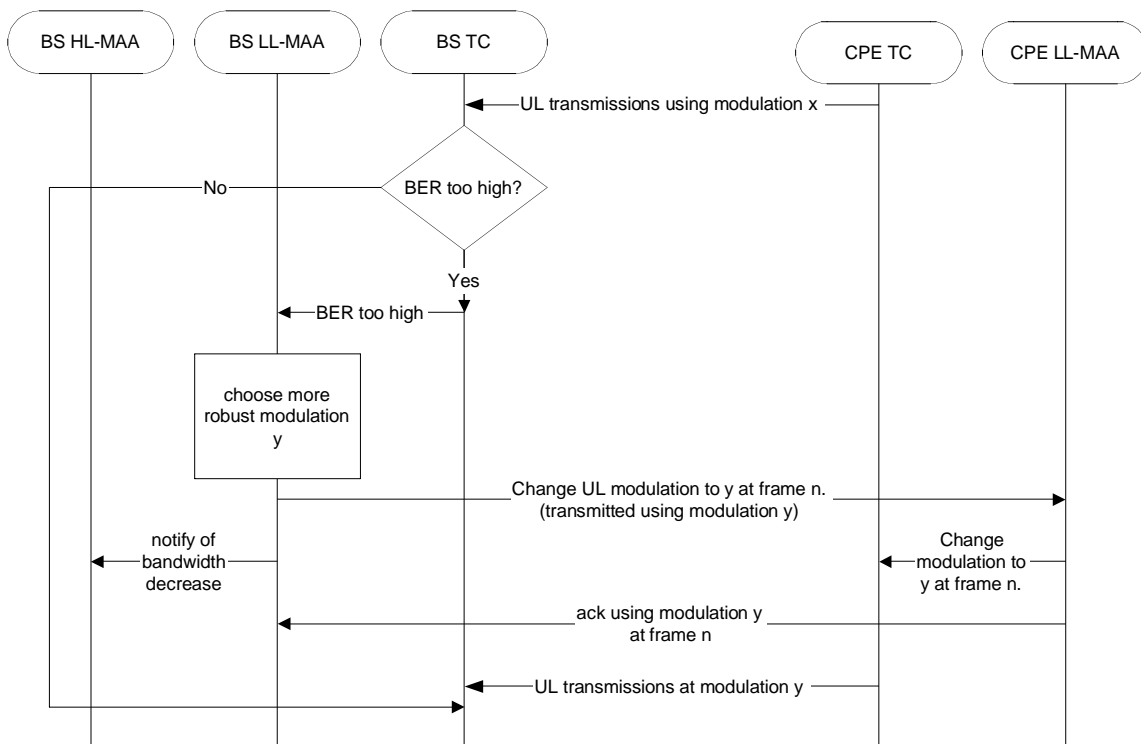 BS HL-MAA
BS LL-MAA
BS TC
CPE TC
CPE LL-MAA
UL transmissions using modulation x
No
BER too high?
Yes
BER too high
choose more
robust modulation
y
Change UL modulation to y at frame n.
(transmitted using modulation y)
notify of
bandwidth
decrease
Change
modulation to
y at frame n.
ack using modulation y
at frame n
UL transmissions at modulation y